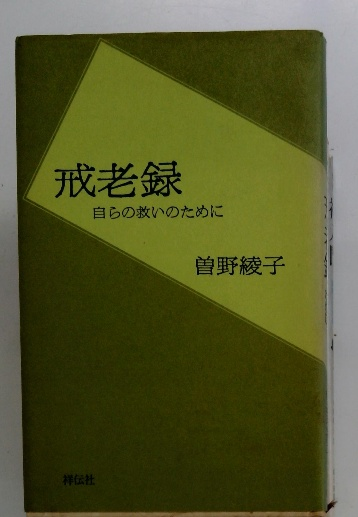 戒老録
自らの救いのために
曽野綾子
祥伝社